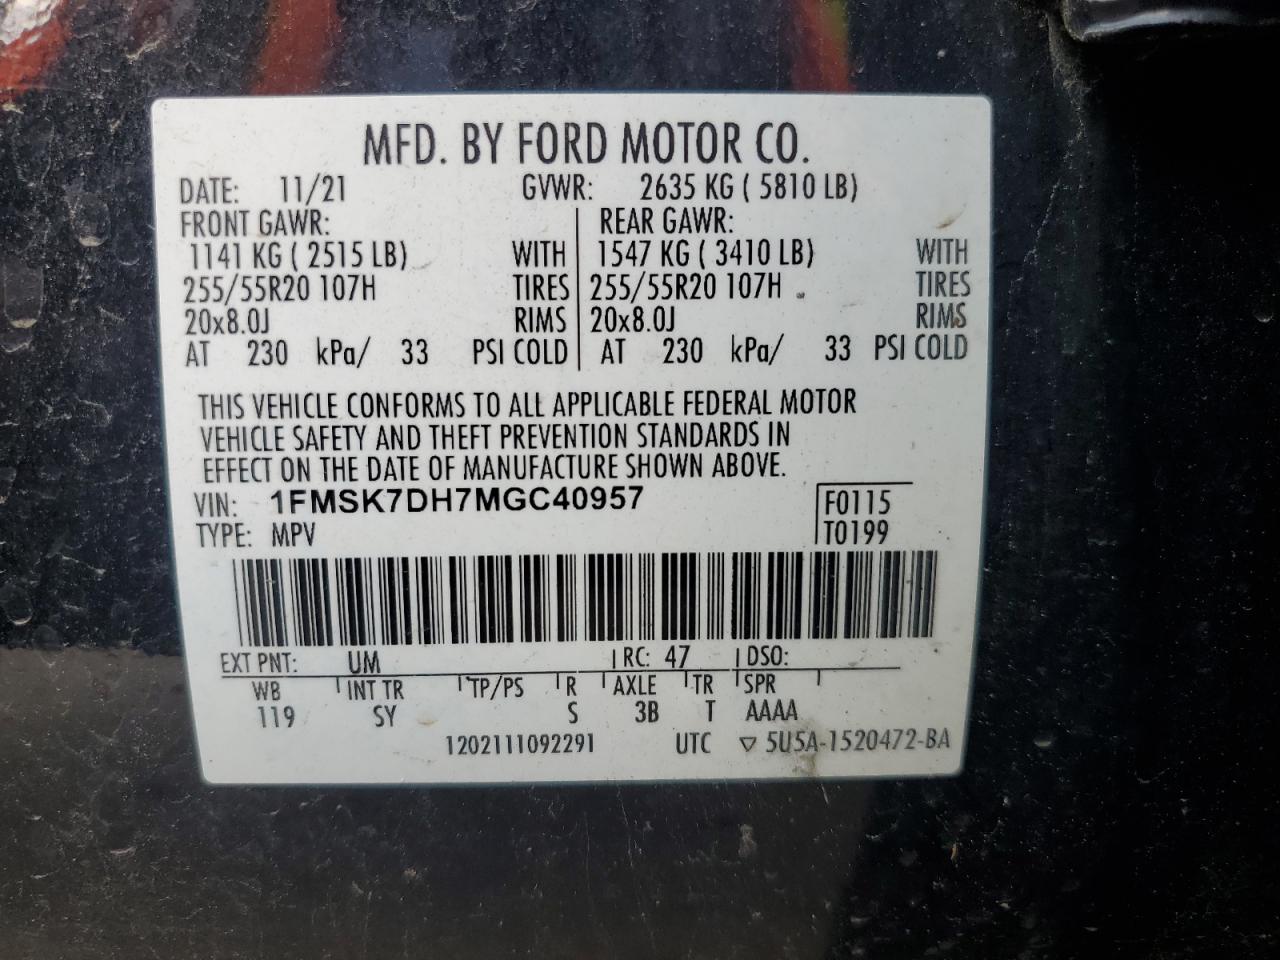 MFD. BY FORD MOTOR CO.
DATE: 11/21 GVWR: 2635 KG ( 5810 LB)
FRONT GAWR: REAR GAWR:
1141 KG ( 2515 LB) WITH 1547 KG ( 3410 LB) WITH
255/55R20 107H TIRES 255/55R20 107H TIRES
20x8.0J RIMS 20x8.0J RIMS
AT 230 kPa/ 33 PSI COLD AT 230 kPa/ 33 PSI COLD
THIS VEHICLE CONFORMS TO ALL APPLICABLE FEDERAL MOTOR
VEHICLE SAFETY AND THEFT PREVENTION STANDARDS IN
EFFECT ON THE DATE OF MANUFACTURE SHOWN ABOVE.
VIN: 1FMSK7DH7MGC40957 F0115
TYPE: MPV T0199
EXT PNT: UM RC: 47 DSO:
WB INT TR TP/PS R AXLE TR SPR
119 SY S 3B T AAAA
1202111092291 UTC ▽ 5U5A-1520472-BA